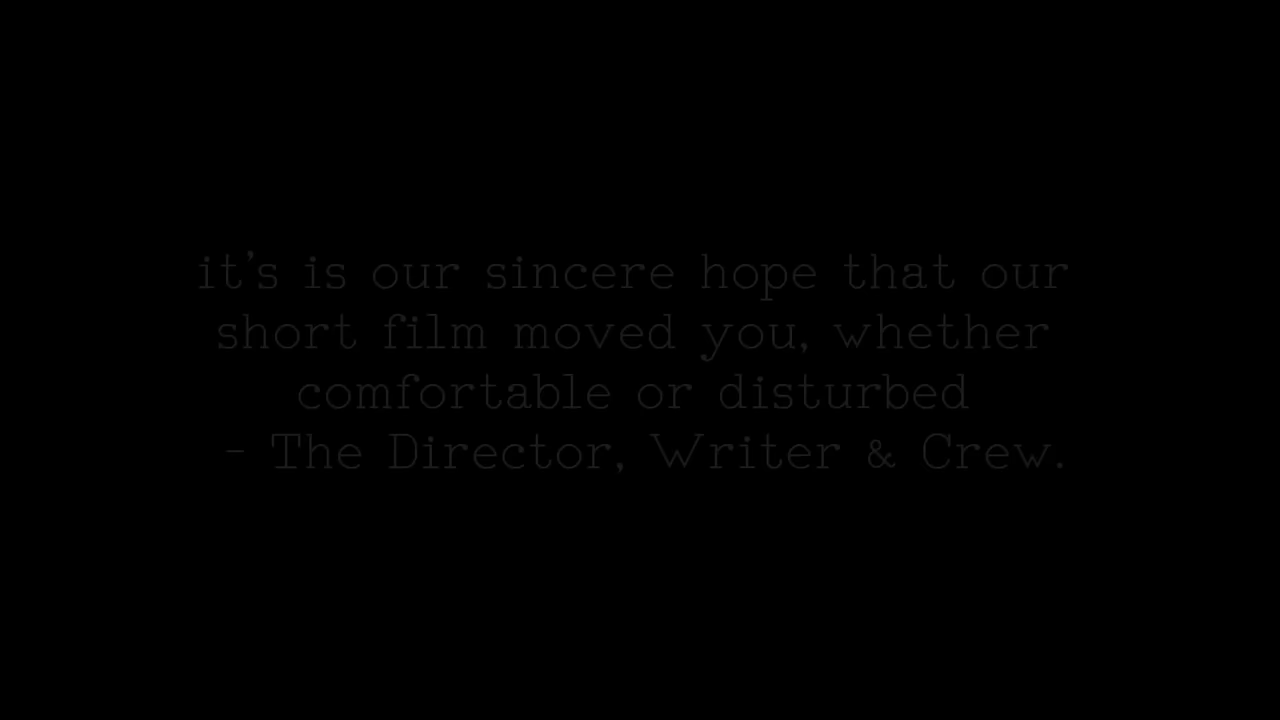 it's is our sincere hope that our
short film moved you, whether
comfortable or disturbed
- The Director, Writer & Crew.